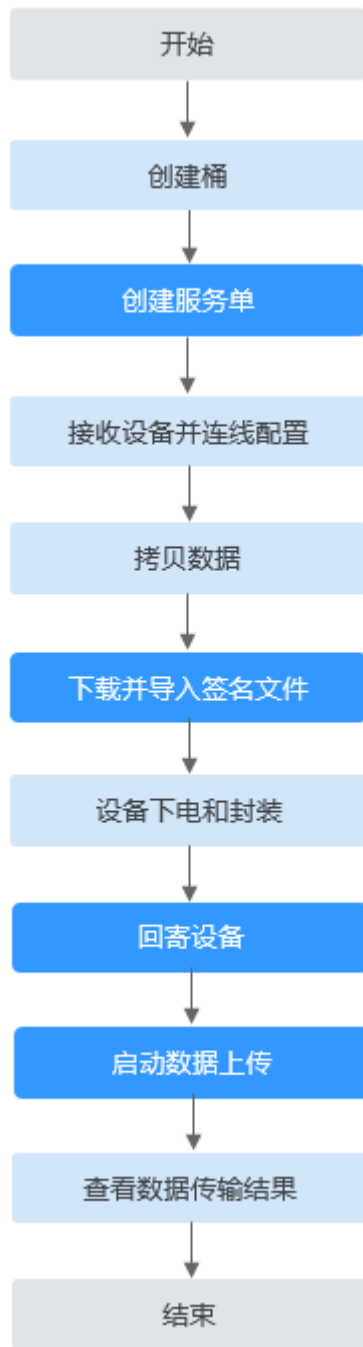 开始
创建桶
创建服务单
接收设备并连线配置
拷贝数据
下载并导入签名文件
设备下电和封装
回寄设备
启动数据上传
查看数据传输结果
结束